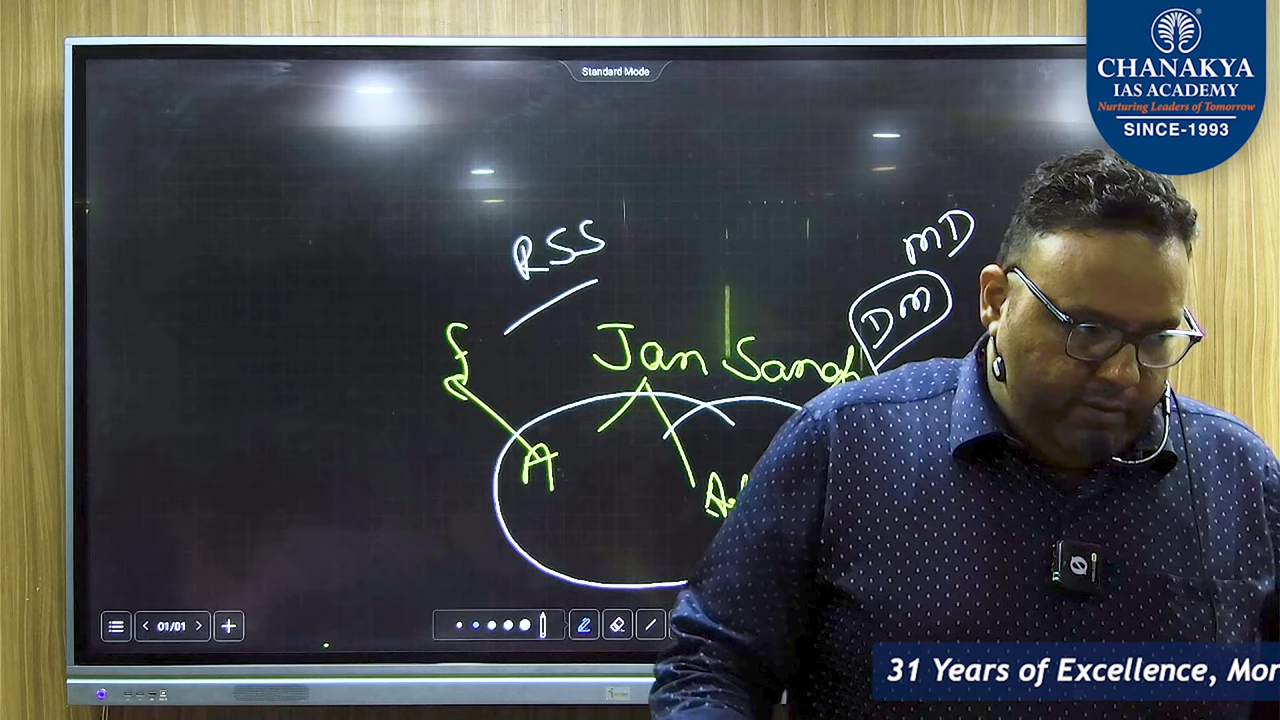 CHANAKYA
IAS ACADEMY
Nurturing Leaders of Tomorrow
SINCE-1993
Standard Mode
RSS
MD
DM
Jan Sangh
A
01/01
31 Years of Excellence, Mor